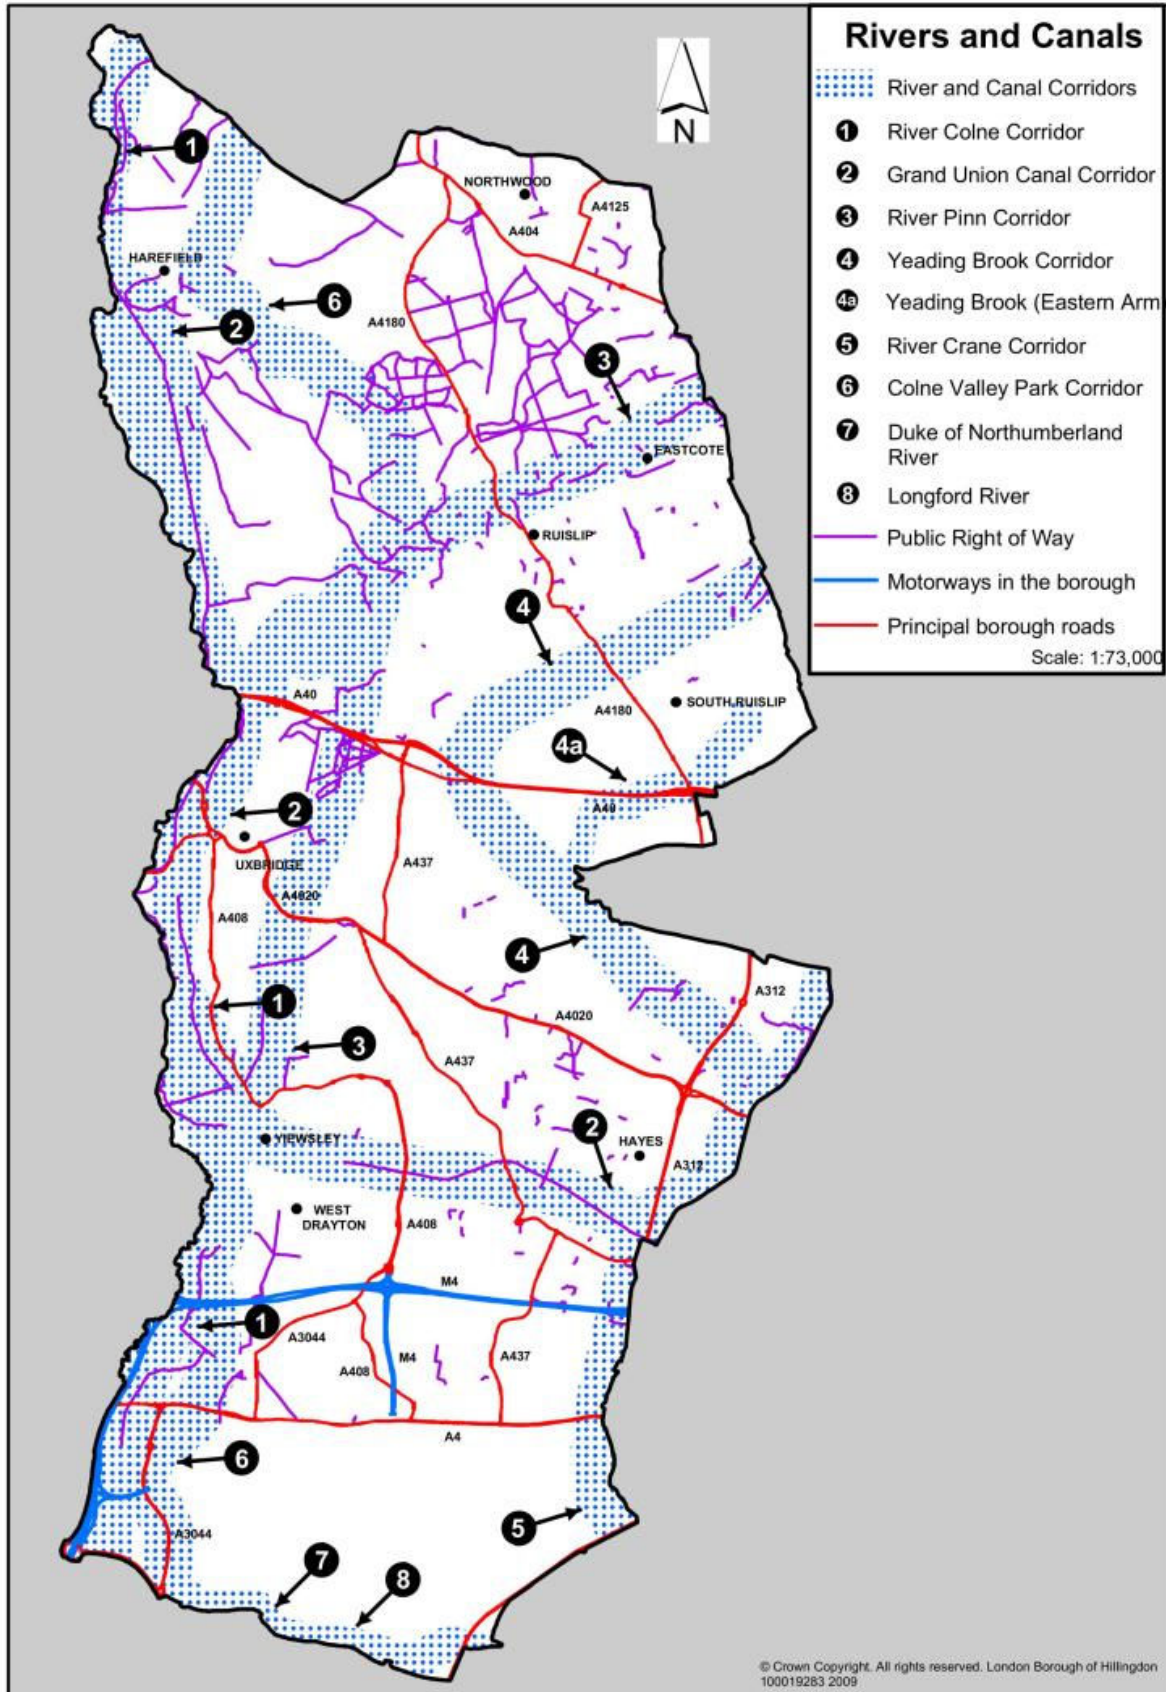 Rivers and Canals
River and Canal Corridors
1 River Colne Corridor
2 Grand Union Canal Corridor
3 River Pinn Corridor
4 Yeading Brook Corridor
4a Yeading Brook (Eastern Arm
5 River Crane Corridor
6 Colne Valley Park Corridor
7 Duke of Northumberland
River
8 Longford River
Public Right of Way
Motorways in the borough
Principal borough roads
Scale: 1:73,000
N
1
NORTHWOOD
A4125
A404
HAREFIELD
6
2
A4180
3
EASTCOTE
RUISLIP
4
A40
SOUTH RUISLIP
A4180
4a
2
A40
UXBRIDGE
A437
A4020
A408
4
A312
1
A4020
3
A437
2
YIEWSLEY
HAYES
A312
WEST
DRAYTON
A408
M4
1
A3044
M4
A437
A408
A4
6
5
A3044
7
8
© Crown Copyright. All rights reserved. London Borough of Hillingdon
100019283 2009